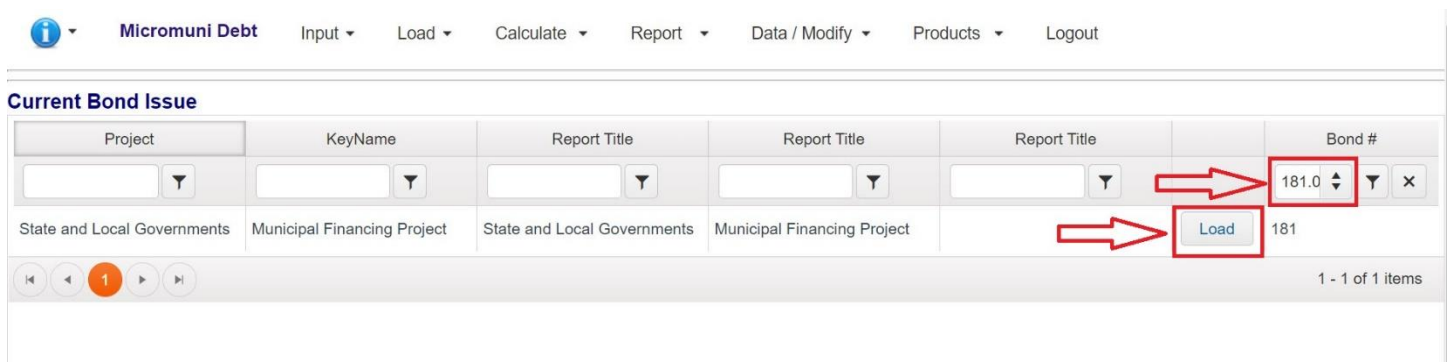 Micromuni Debt Input Load Calculate Report Data / Modify Products Logout
Current Bond Issue
Project KeyName Report Title Report Title Report Title Bond #
181.0
State and Local Governments Municipal Financing Project State and Local Governments Municipal Financing Project Load 181
1 1 - 1 of 1 items